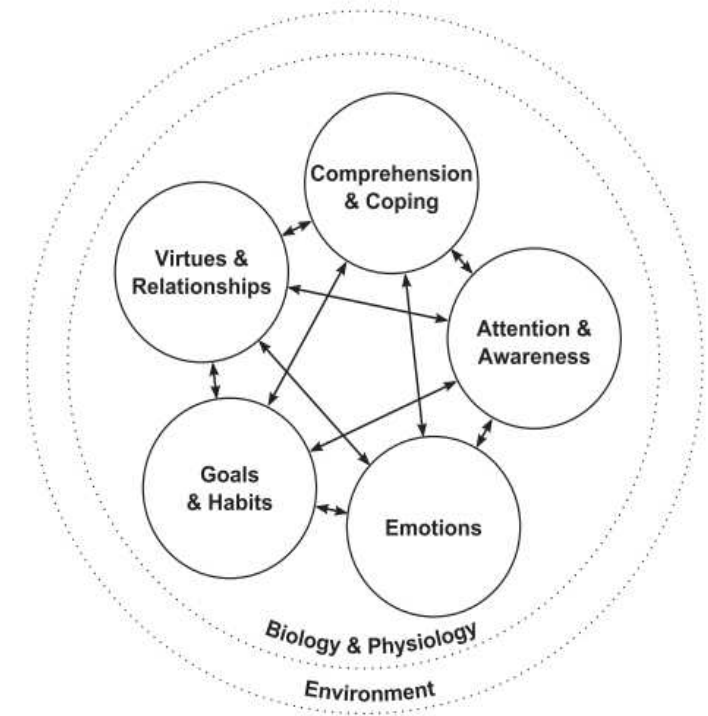 Comprehension
& Coping
Virtues &
Relationships
Attention &
Awareness
Goals
& Habits
Emotions
Biology & Physiology
Environment